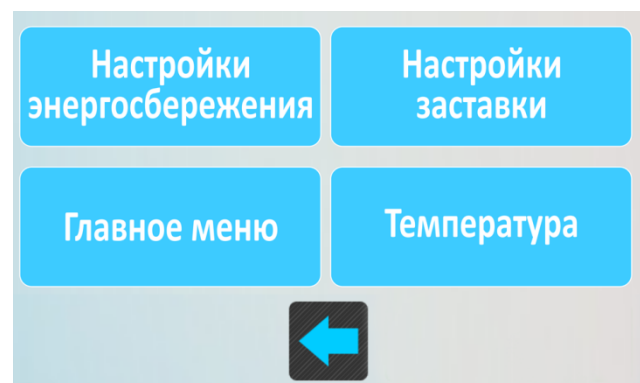 Настройки
энергосбережения
Настройки
заставки
Главное меню
Температура